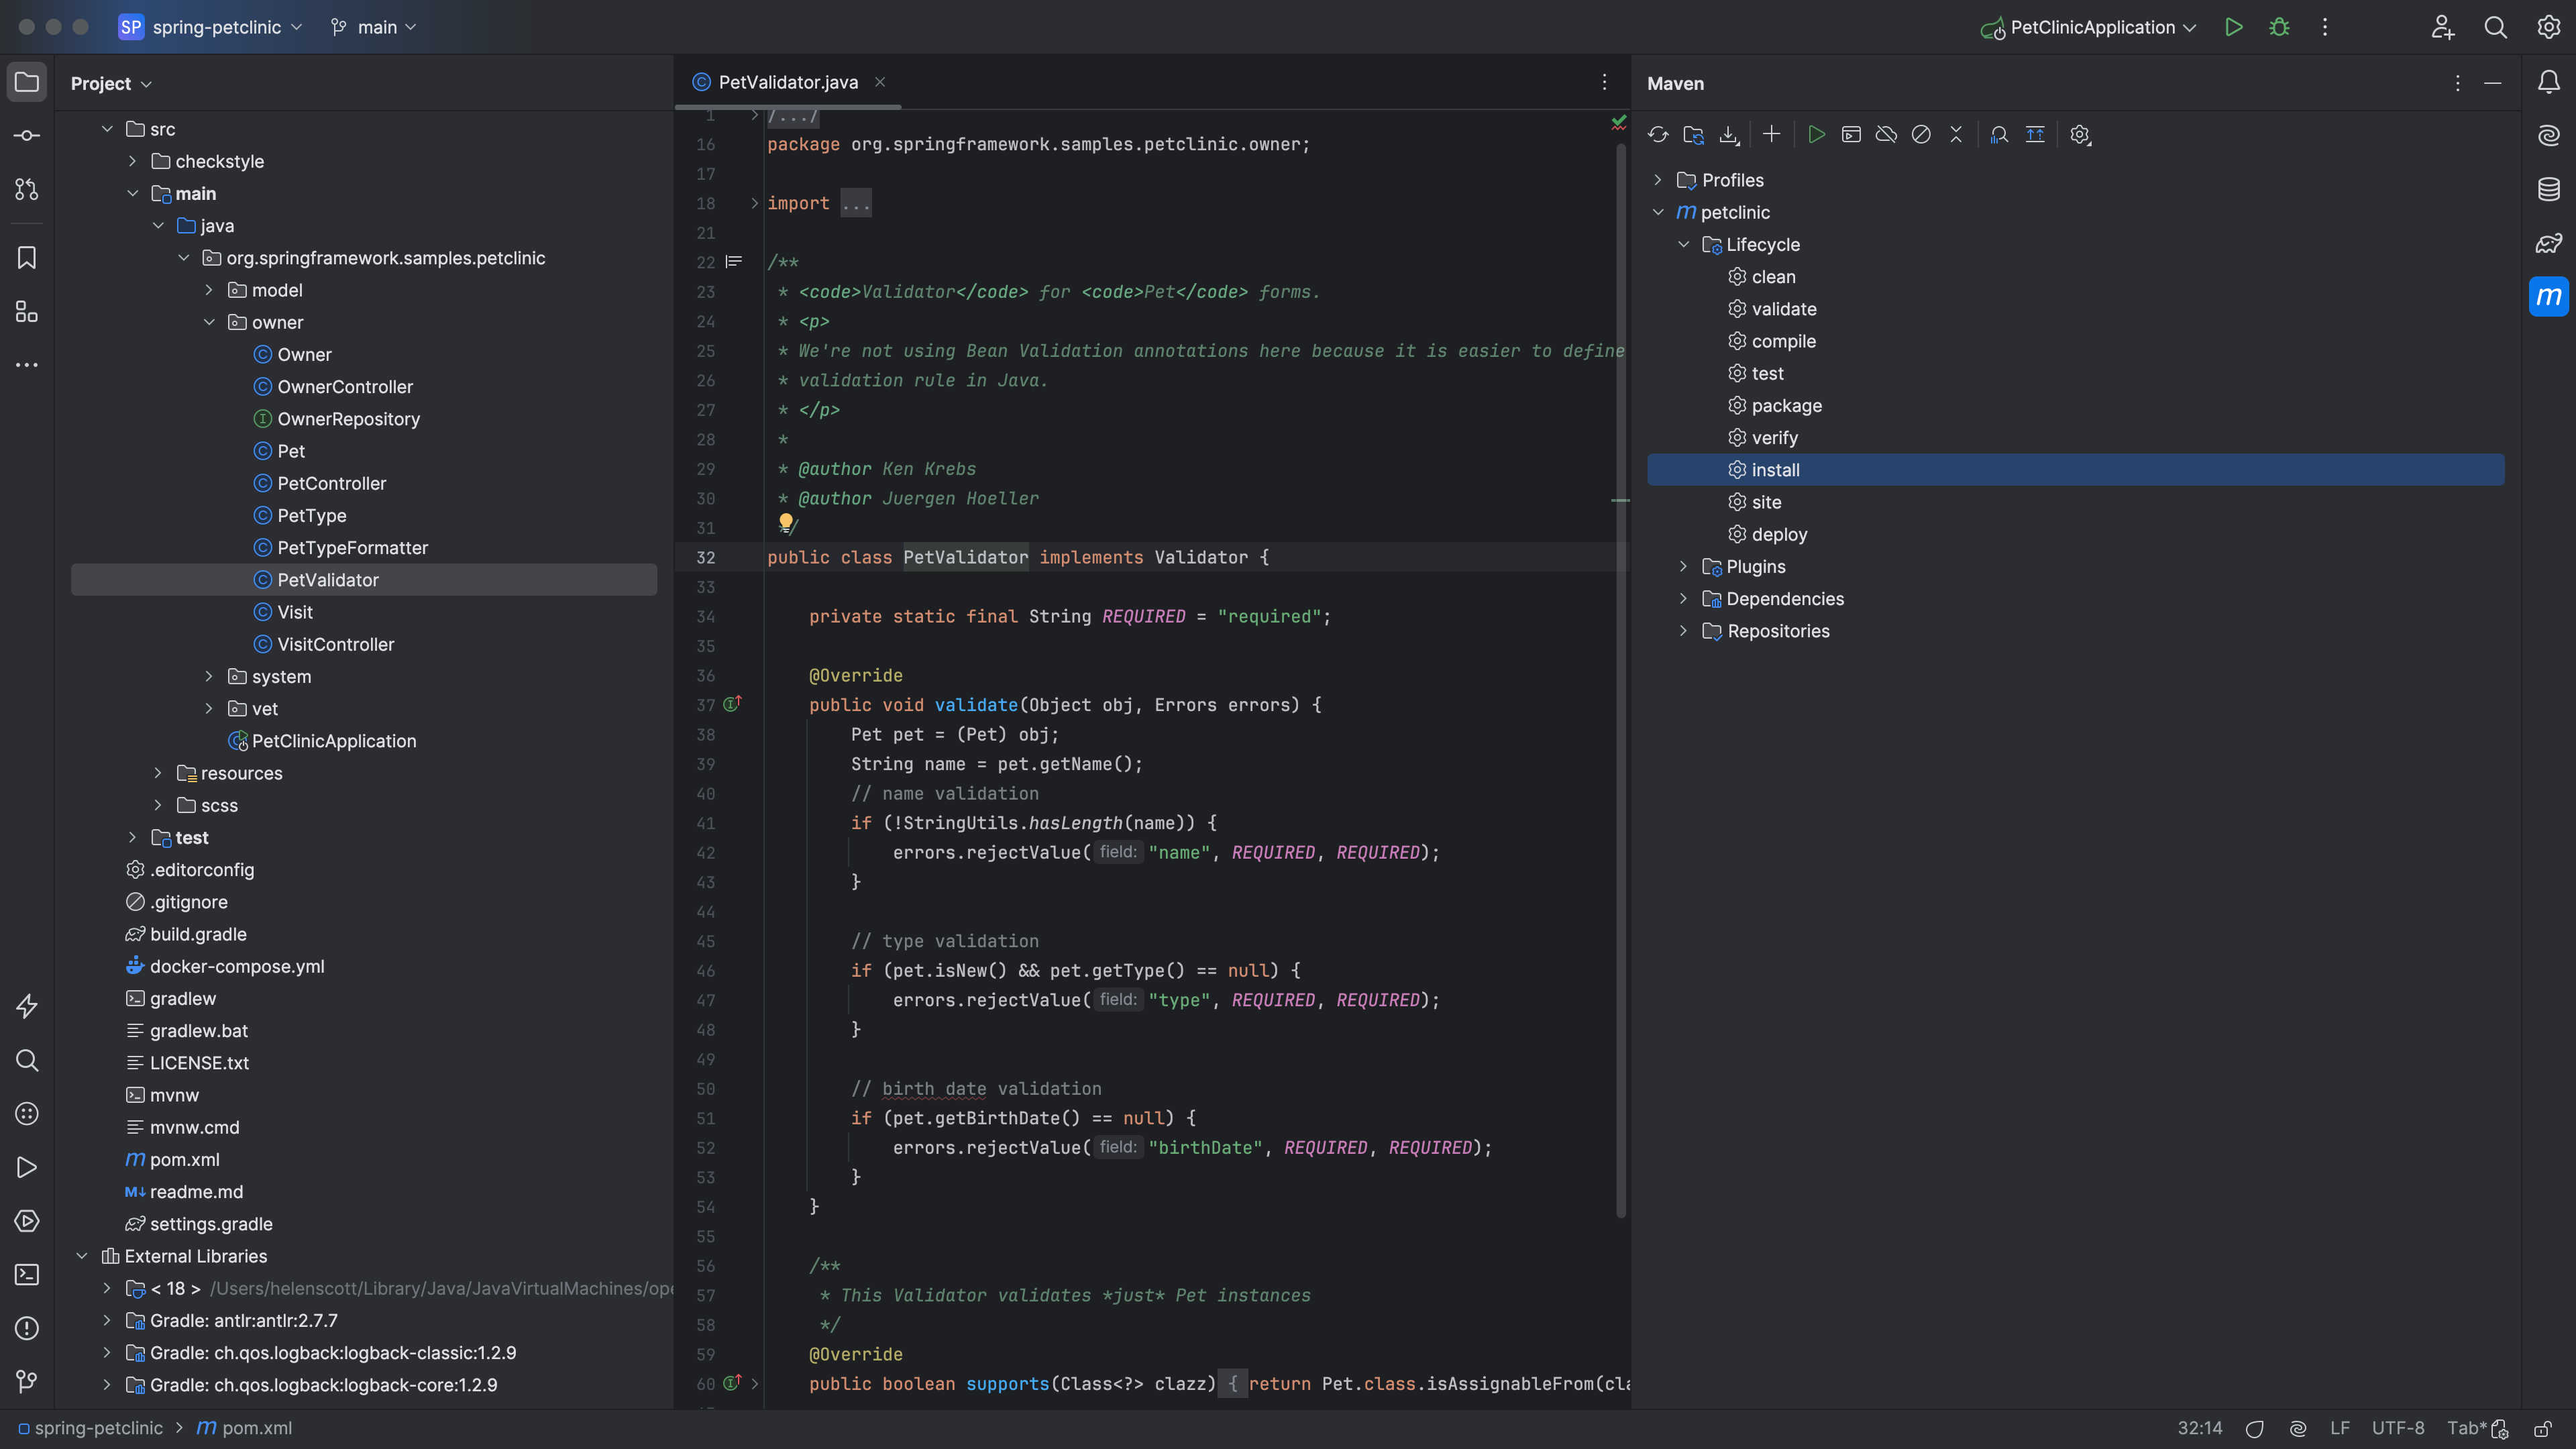 SP spring-petclinic main PetClinicApplication
Project
src
checkstyle
main
java
org.springframework.samples.petclinic
model
owner
Owner
OwnerController
OwnerRepository
Pet
PetController
PetType
PetTypeFormatter
PetValidator
Visit
VisitController
system
vet
PetClinicApplication
resources
scss
test
.editorconfig
.gitignore
build.gradle
docker-compose.yml
gradlew
gradlew.bat
LICENSE.txt
mvnw
mvnw.cmd
pom.xml
readme.md
settings.gradle
External Libraries
< 18 > /Users/helenscott/Library/Java/JavaVirtualMachines/ope
Gradle: antlr:antlr:2.7.7
Gradle: ch.qos.logback:logback-classic:1.2.9
Gradle: ch.qos.logback:logback-core:1.2.9
PetValidator.java
1 /.../
16 package org.springframework.samples.petclinic.owner;
17
18 import ...
21
22 /**
23 * <code>Validator</code> for <code>Pet</code> forms.
24 * <p>
25 * We're not using Bean Validation annotations here because it is easier to define
26 * validation rule in Java.
27 * </p>
28 *
29 * @author Ken Krebs
30 * @author Juergen Hoeller
31 */
32 public class PetValidator implements Validator {
33
34 private static final String REQUIRED = "required";
35
36 @Override
37 public void validate(Object obj, Errors errors) {
38 Pet pet = (Pet) obj;
39 String name = pet.getName();
40 // name validation
41 if (!StringUtils.hasLength(name)) {
42 errors.rejectValue( field: "name", REQUIRED, REQUIRED);
43 }
44
45 // type validation
46 if (pet.isNew() && pet.getType() == null) {
47 errors.rejectValue( field: "type", REQUIRED, REQUIRED);
48 }
49
50 // birth date validation
51 if (pet.getBirthDate() == null) {
52 errors.rejectValue( field: "birthDate", REQUIRED, REQUIRED);
53 }
54 }
55
56 /**
57 * This Validator validates *just* Pet instances
58 */
59 @Override
60 public boolean supports(Class<?> clazz) { return Pet.class.isAssignableFrom(cla
Maven
Profiles
m petclinic
Lifecycle
clean
validate
compile
test
package
verify
install
site
deploy
Plugins
Dependencies
Repositories
spring-petclinic > m pom.xml
32:14 LF UTF-8 Tab*